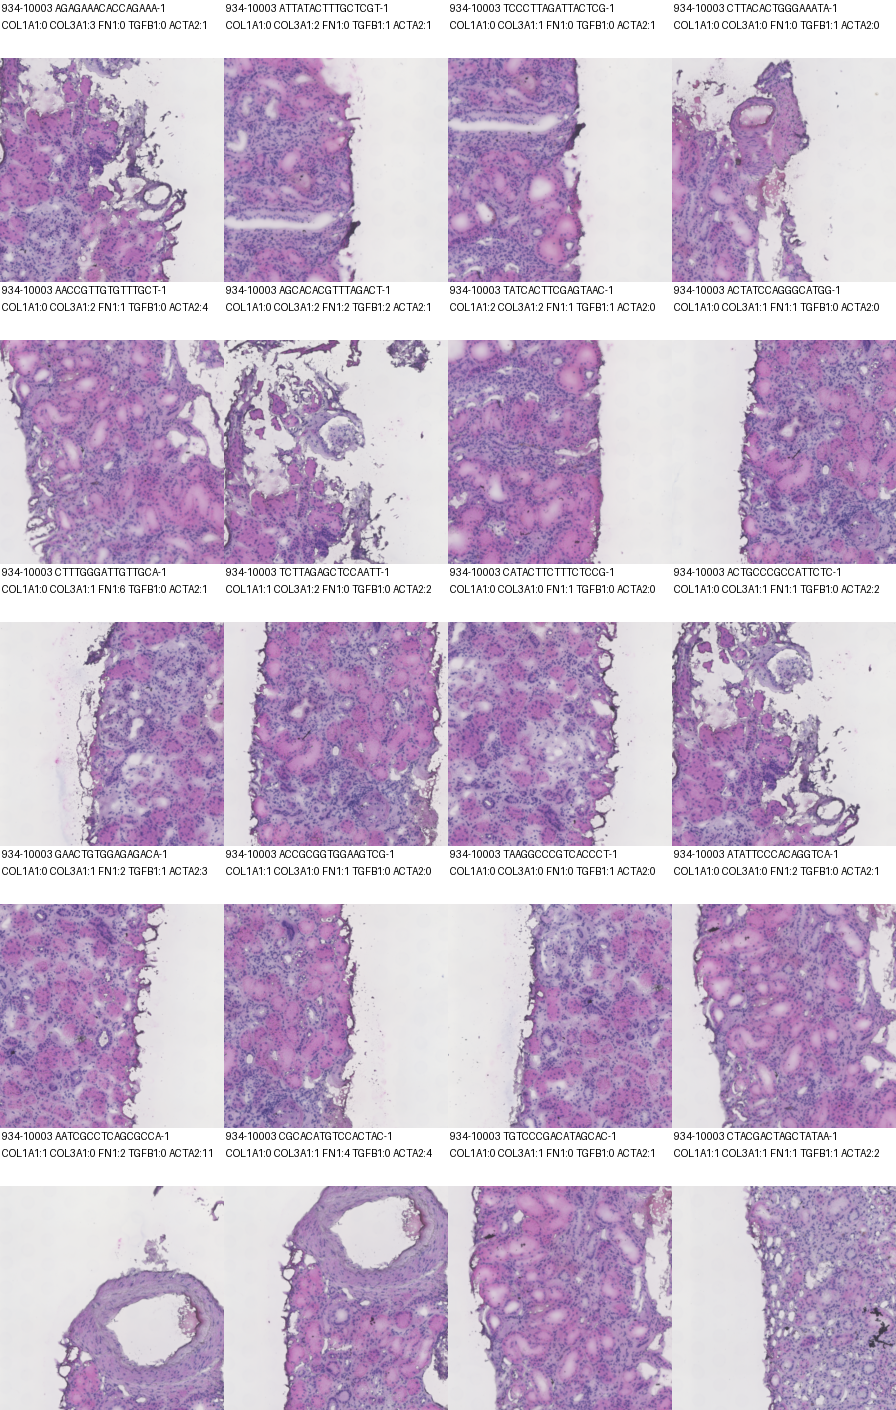 934-10003 AGAGAAACACCAGAAA-1
COL1A1:0 COL3A1:3 FN1:0 TGFB1:0 ACTA2:1
934-10003 ATTATACTTTGCTCGT-1
COL1A1:0 COL3A1:2 FN1:0 TGFB1:1 ACTA2:1
934-10003 TCCCTTAGATTACTCG-1
COL1A1:0 COL3A1:1 FN1:0 TGFB1:0 ACTA2:1
934-10003 CTTACACTGGGAAATA-1
COL1A1:0 COL3A1:0 FN1:0 TGFB1:1 ACTA2:0
934-10003 AACCGTTGTGTTTGCT-1
COL1A1:0 COL3A1:2 FN1:1 TGFB1:0 ACTA2:4
934-10003 AGCACACGTTTAGACT-1
COL1A1:0 COL3A1:2 FN1:2 TGFB1:2 ACTA2:1
934-10003 TATCACTTCGAGTAAC-1
COL1A1:2 COL3A1:2 FN1:1 TGFB1:1 ACTA2:0
934-10003 ACTATCCAGGGCATGG-1
COL1A1:0 COL3A1:1 FN1:1 TGFB1:0 ACTA2:0
934-10003 CTTTGGGATTGTTGCA-1
COL1A1:0 COL3A1:1 FN1:6 TGFB1:0 ACTA2:1
934-10003 TCTTAGAGCTCCAATT-1
COL1A1:1 COL3A1:2 FN1:0 TGFB1:0 ACTA2:2
934-10003 CATACTTCTTTCTCCG-1
COL1A1:0 COL3A1:0 FN1:1 TGFB1:0 ACTA2:0
934-10003 ACTGCCCGCCATTCTC-1
COL1A1:0 COL3A1:1 FN1:1 TGFB1:0 ACTA2:2
934-10003 GAACTGTGGAGAGACA-1
COL1A1:0 COL3A1:1 FN1:2 TGFB1:1 ACTA2:3
934-10003 ACCGCGGTGGAAGTCG-1
COL1A1:1 COL3A1:0 FN1:1 TGFB1:0 ACTA2:0
934-10003 TAAGGCCCGTCACCCT-1
COL1A1:0 COL3A1:0 FN1:0 TGFB1:1 ACTA2:0
934-10003 ATATTCCCACAGGTCA-1
COL1A1:0 COL3A1:0 FN1:2 TGFB1:0 ACTA2:1
934-10003 AATCGCCTCAGCGCCA-1
COL1A1:1 COL3A1:0 FN1:2 TGFB1:0 ACTA2:11
934-10003 CGCACATGTCCACTAC-1
COL1A1:0 COL3A1:1 FN1:4 TGFB1:0 ACTA2:4
934-10003 TGTCCCGACATAGCAC-1
COL1A1:0 COL3A1:1 FN1:0 TGFB1:0 ACTA2:1
934-10003 CTACGACTAGCTATAA-1
COL1A1:1 COL3A1:1 FN1:1 TGFB1:1 ACTA2:2